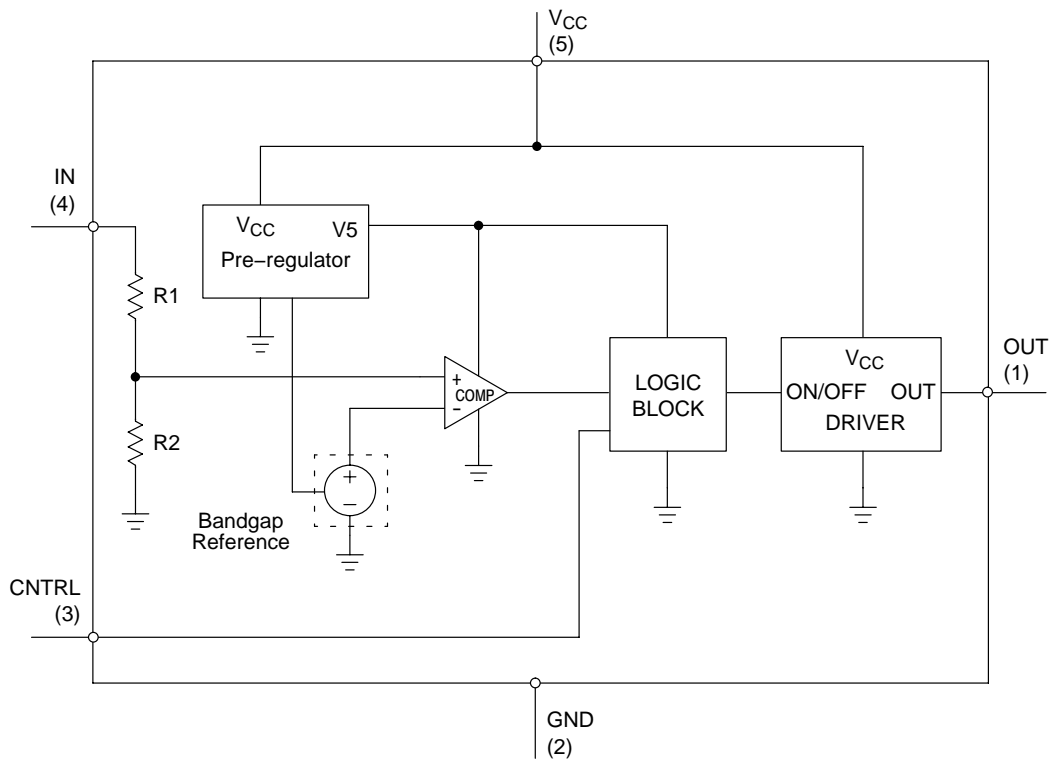 VCC
(5)
IN
(4)
VCC
V5
Pre–regulator
R1
R2
+
COMP
–
+
–
Bandgap
Reference
LOGIC
BLOCK
VCC
ON/OFF
OUT
DRIVER
OUT
(1)
CNTRL
(3)
GND
(2)